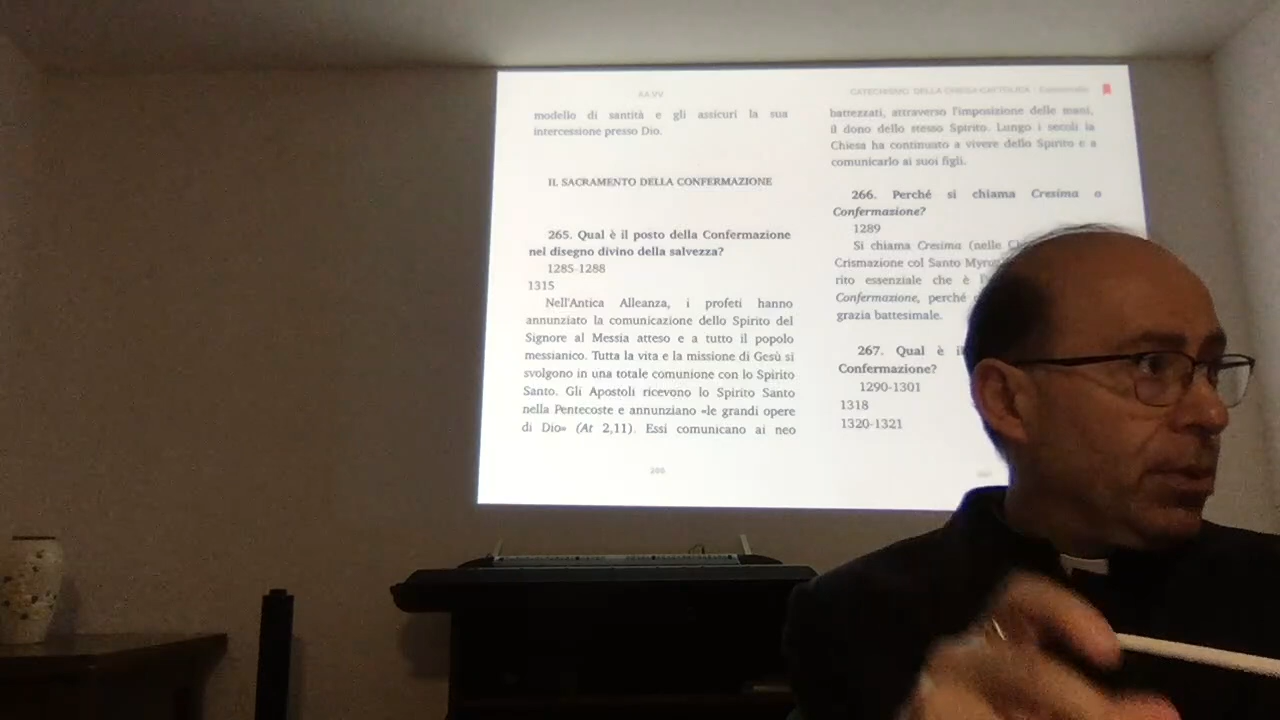 AA.VV
modello di santità e gli assicuri la sua
intercessione presso Dio.
IL SACRAMENTO DELLA CONFERMAZIONE
265. Qual è il posto della Confermazione
nel disegno divino della salvezza?
1285-1288
1315
Nell'Antica Alleanza, i profeti hanno
annunziato la comunicazione dello Spirito del
Signore al Messia atteso e a tutto il popolo
messianico. Tutta la vita e la missione di Gesù si
svolgono in una totale comunione con lo Spirito
Santo. Gli Apostoli ricevono lo Spirito Santo
nella Pentecoste e annunziano «le grandi opere
di Dio» (At 2,11). Essi comunicano ai neo
CATECHISMO DELLA CHIESA CATTOLICA - Compendio
battezzati, attraverso l'imposizione delle mani,
il dono dello stesso Spirito. Lungo i secoli la
Chiesa ha continuato a vivere dello Spirito e a
comunicarlo ai suoi figli.
266. Perché si chiama Cresima o
Confermazione?
1289
Si chiama Cresima (nelle
Crismazione col Santo
rito essenziale che è
Confermazione, perché
grazia battesimale.
267. Qual è il
Confermazione?
1290-1301
1318
1320-1321